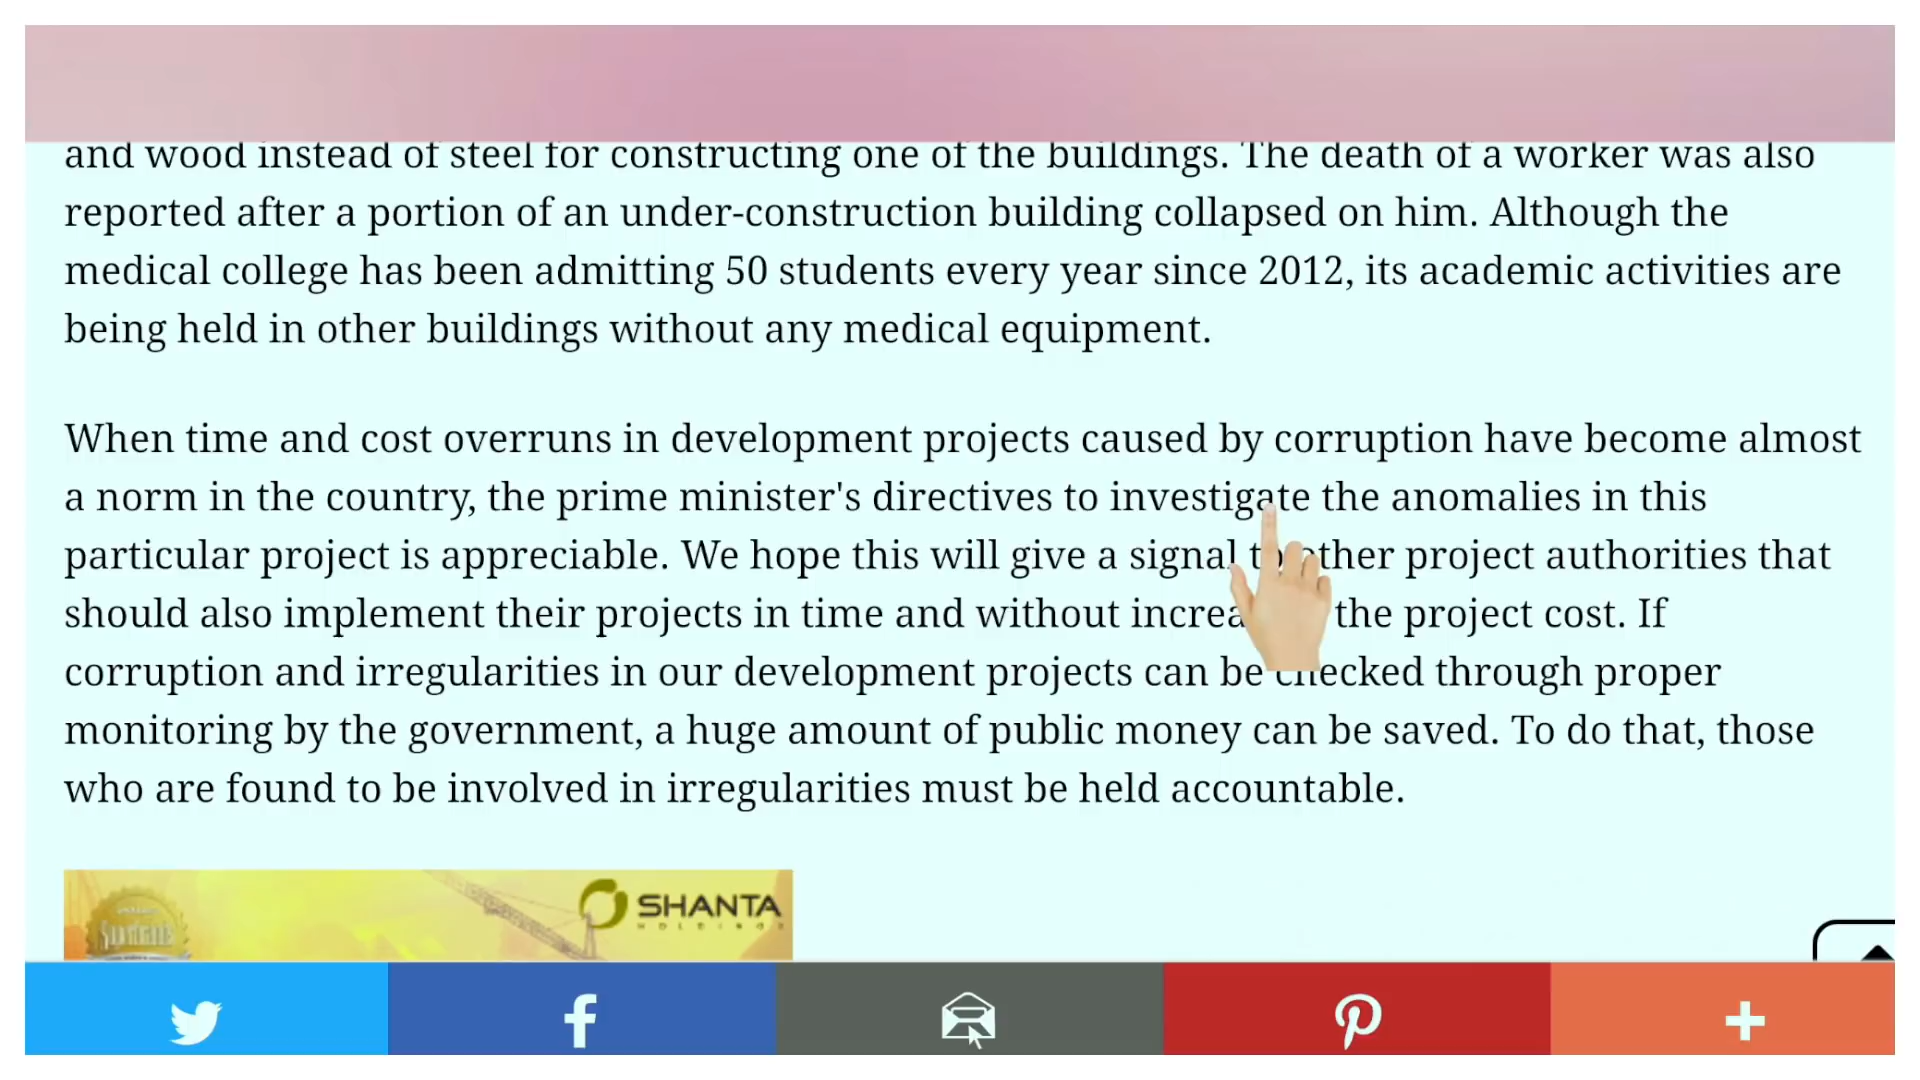 and wood instead of steel for constructing one of the buildings. The death of a worker was also
reported after a portion of an under-construction building collapsed on him. Although the
medical college has been admitting 50 students every year since 2012, its academic activities are
being held in other buildings without any medical equipment.
When time and cost overruns in development projects caused by corruption have become almost
a norm in the country, the prime minister's directives to investigate the anomalies in this
particular project is appreciable. We hope this will give a signal to other project authorities that
should also implement their projects in time and without the project cost. If
corruption and irregularities in our development projects can be checked through proper
monitoring by the government, a huge amount of public money can be saved. To do that, those
who are found to be involved in irregularities must be held accountable.
SHANTA
HOLDINGS